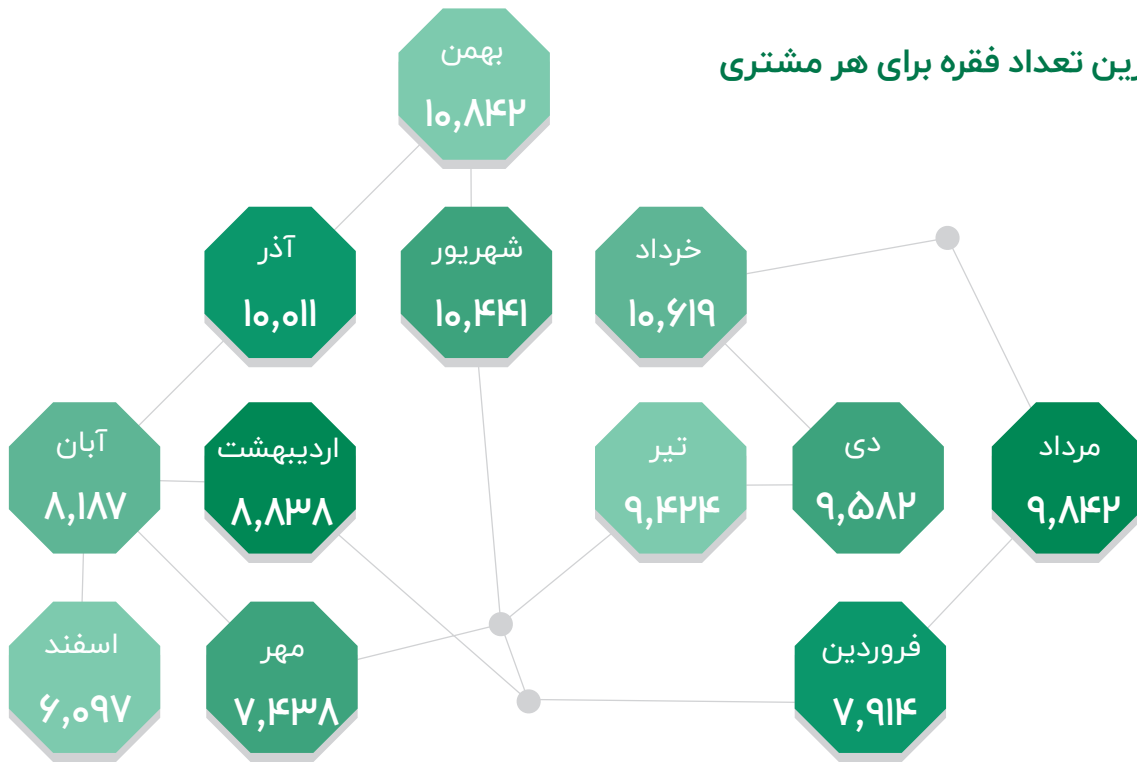 رین تعداد فقره برای هر مشتری
بهمن
۱۰,۸۴۲
خرداد
۱۰,۶۱۹
شهریور
۱۰,۴۴۱
آذر
۱۰,۰۱۱
مرداد
۹,۸۴۲
دی
۹,۵۸۲
تیر
۹,۴۲۴
اردیبهشت
۸,۸۳۸
آبان
۸,۱۸۷
فروردین
۷,۹۱۴
مهر
۷,۴۳۸
اسفند
۶,۰۹۷